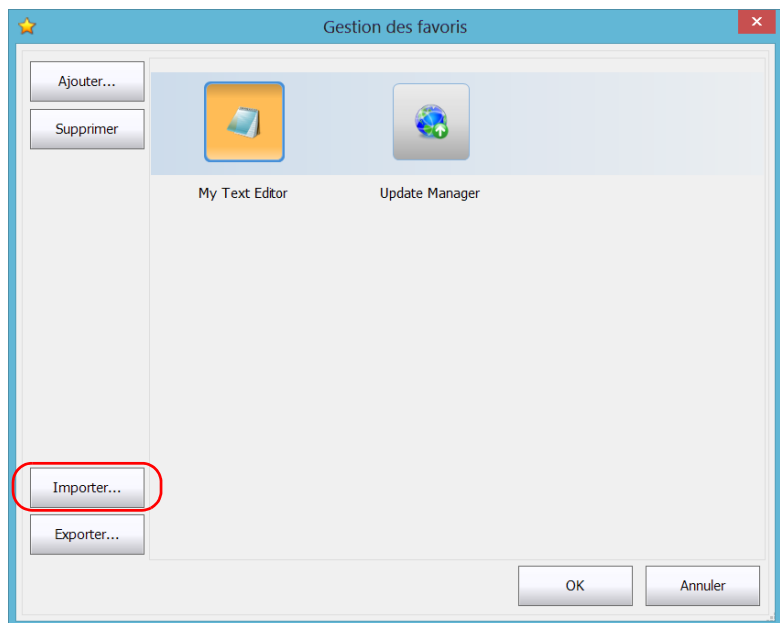 Gestion des favoris
Ajouter...
Supprimer
My Text Editor
Update Manager
Importer...
Exporter...
OK
Annuler